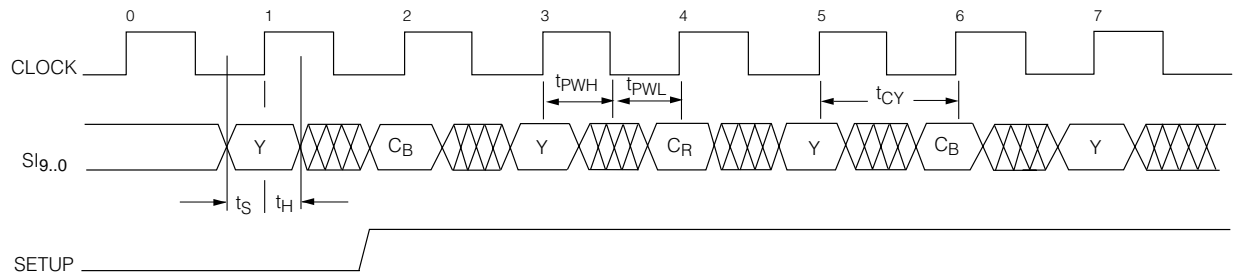 0 1 2 3 4 5 6 7
CLOCK
tPWH tPWL tCY
SI9..0 Y CB Y CR Y CB Y
tS tH
SETUP